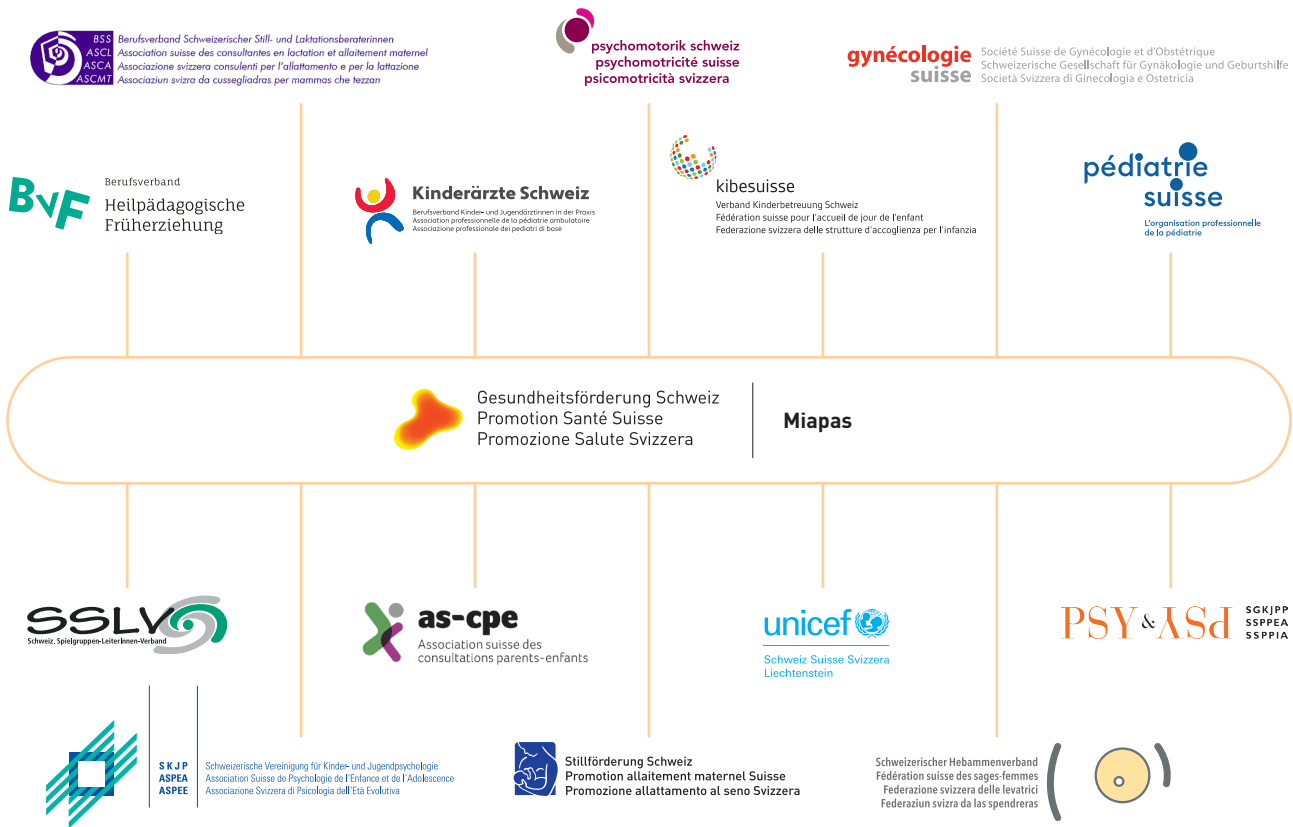 BSS
ASCL
ASCA
ASCMT
Berufsverband Schweizerischer Still- und Laktationsberaterinnen
Association suisse des consultantes en lactation et allaitement maternel
Associazione svizzera consulenti per l'allattamento e per la lattazione
Associaziun svizra da cussegliadras per mammas che tezzan
psychomotorik schweiz
psychomotricité suisse
psicomotricità svizzera
gynécologie
suisse
Société Suisse de Gynécologie et d'Obstétrique
Schweizerische Gesellschaft für Gynäkologie und Geburtshilfe
Società Svizzera di Ginecologia e Ostetricia
BVF
Berufsverband
Heilpädagogische
Früherziehung
Kinderärzte Schweiz
Berufsverband Kinder- und Jugendärztinnen in der Praxis
Association professionnelle de la pédiatrie ambulatoire
Associazione professionale dei pediatri di base
kibesuisse
Verband Kinderbetreuung Schweiz
Fédération suisse pour l'accueil de jour de l'enfant
Federazione svizzera delle strutture d'accoglienza per l'infanzia
pédiatrie
suisse
L'organisation professionnelle
de la pédiatrie
Gesundheitsförderung Schweiz
Promotion Santé Suisse
Promozione Salute Svizzera
Miapas
SSLV
Schweiz. Spielgruppen-LeiterInnen-Verband
as-cpe
Association suisse des
consultations parents-enfants
unicef
Schweiz Suisse Svizzera
Liechtenstein
PSY & PSY
SGKJPP
SSPPEA
SSPPIA
SKJP
ASPEA
ASPEE
Schweizerische Vereinigung für Kinder- und Jugendpsychologie
Association Suisse de Psychologie de l'Enfance et de l'Adolescence
Associazione Svizzera di Psicologia dell'Età Evolutiva
Stillförderung Schweiz
Promotion allaitement maternel Suisse
Promozione allattamento al seno Svizzera
Schweizerischer Hebammenverband
Fédération suisse des sages-femmes
Federazione svizzera delle levatrici
Federaziun svizra da las spendreras